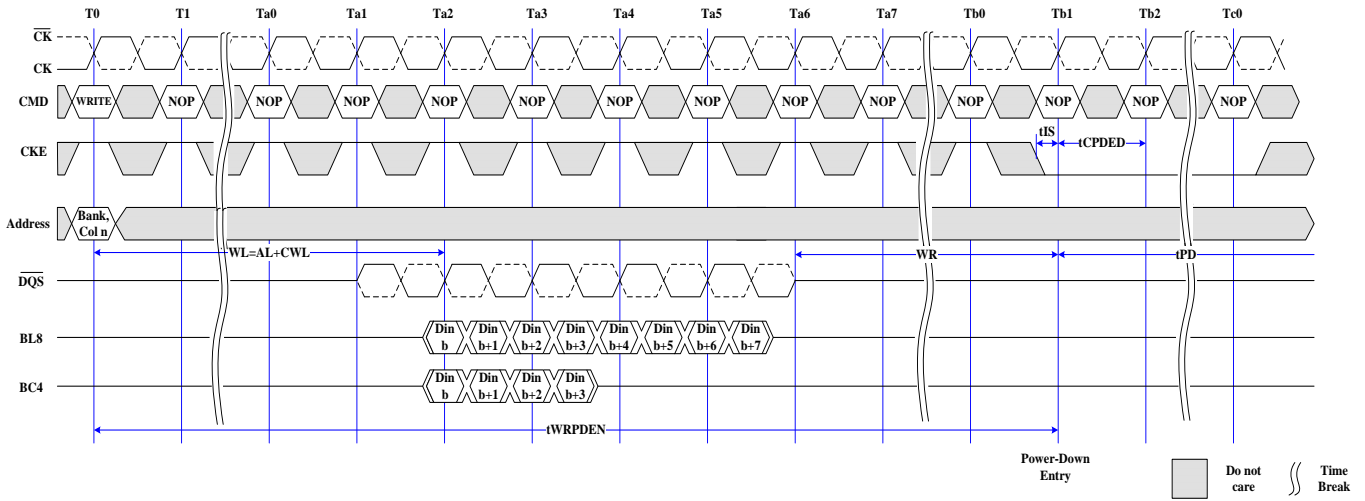 T0 T1 Ta0 Ta1 Ta2 Ta3 Ta4 Ta5 Ta6 Ta7 Tb0 Tb1 Tb2 Tc0
CK
CK
CMD WRITE NOP NOP NOP NOP NOP NOP NOP NOP NOP NOP NOP NOP NOP
tIS
CKE tCPDED
Address Bank,
Col n
WL=AL+CWL WR tPD
DQS
BL8 Din Din Din Din Din Din Din Din
b b+1 b+2 b+3 b+4 b+5 b+6 b+7
BC4 Din Din Din Din
b b+1 b+2 b+3
tWRPDEN
Power-Down
Entry
Do not
care
Time
Break